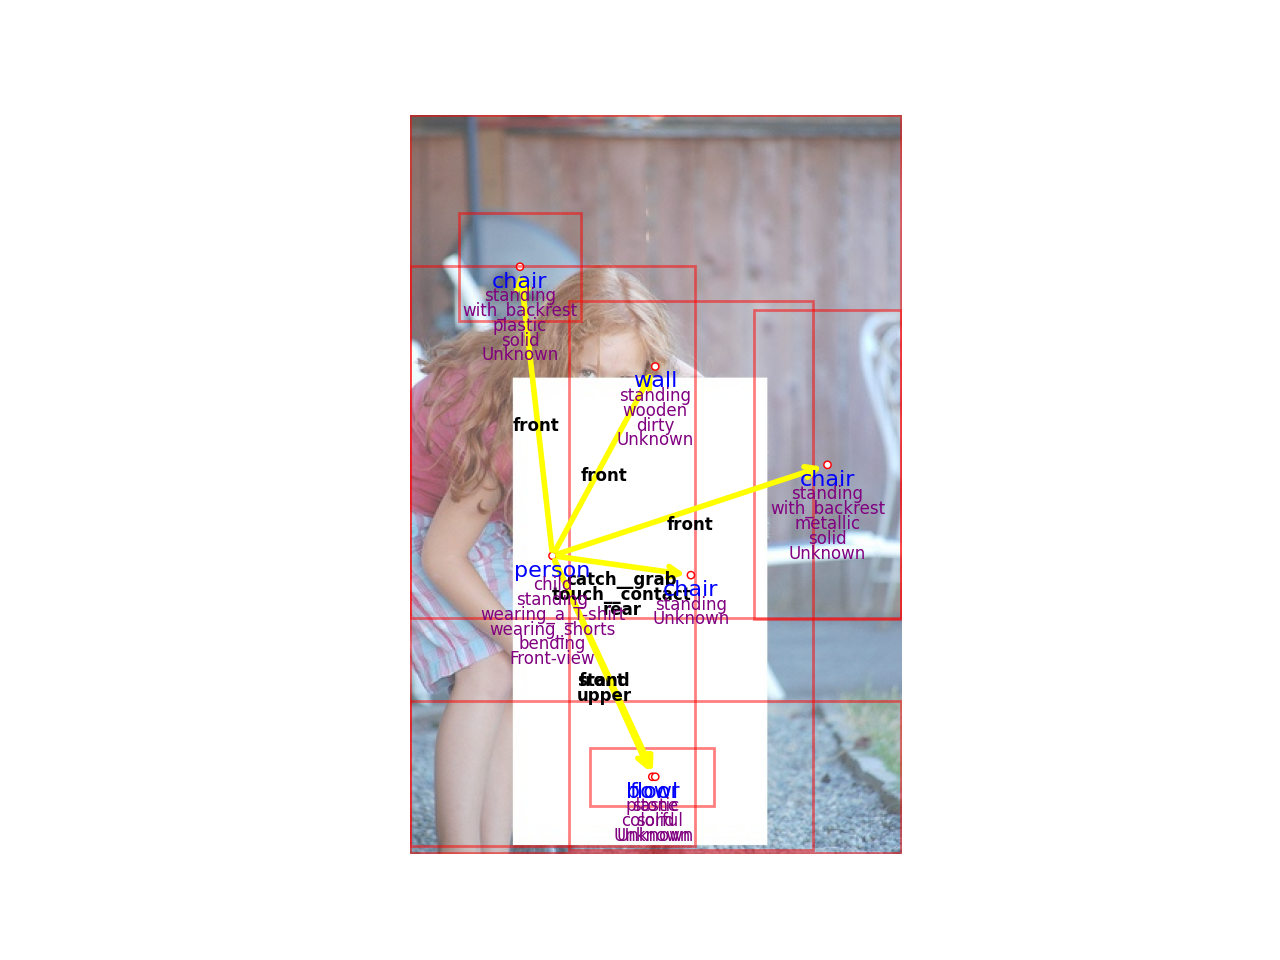 chair
standing
with_backrest
plastic
solid
Unknown
wall
standing
wooden
dirty
Unknown
front
front
chair
standing
with_backrest
metallic
solid
Unknown
front
person
child
standing
wearing_a_T-shirt
wearing_shorts
bending
Front-view
catch__grab
touch__contact
rear
chair
standing
Unknown
front
stand
upper
bowl
plastic
colorful
Unknown
floor
stone
solid
Unknown